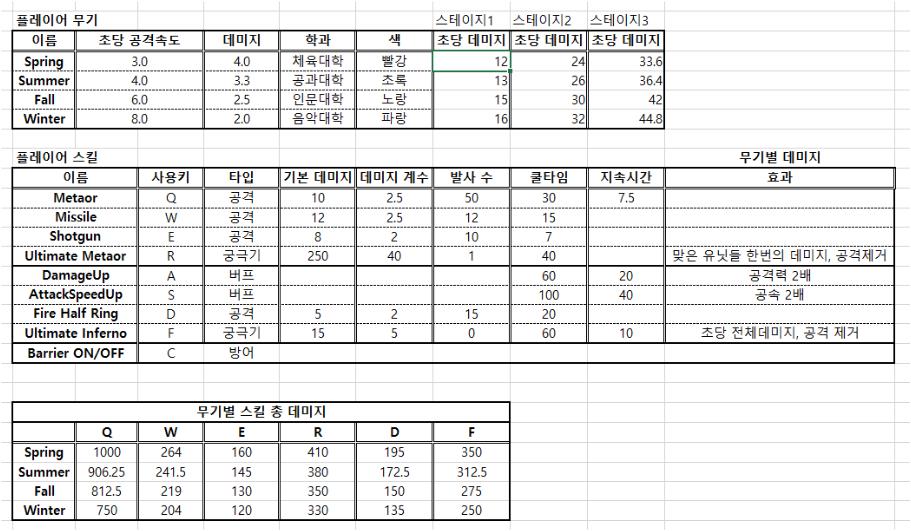 플레이어 무기 스테이지1 스테이지2 스테이지3
이름 초당 공격속도 데미지 학과 색 초당 데미지 초당 데미지 초당 데미지
Spring 3.0 4.0 체육대학 빨강 12 24 33.6
Summer 4.0 3.3 공과대학 초록 13 26 36.4
Fall 6.0 2.5 인문대학 노랑 15 30 42
Winter 8.0 2.0 음악대학 파랑 16 32 44.8
플레이어 스킬 무기별 데미지
이름 사용키 타입 기본 데미지 데미지 계수 발사 수 쿨타임 지속시간 효과
Metaor Q 공격 10 2.5 50 30 7.5
Missile W 공격 12 2.5 12 15
Shotgun E 공격 8 2 10 7
Ultimate Metaor R 궁극기 250 40 1 40 맞은 유닛들 한번의 데미지, 공격제거
DamageUp A 버프 60 20 공격력 2배
AttackSpeedUp S 버프 100 40 공속 2배
Fire Half Ring D 공격 5 2 15 20
Ultimate Inferno F 궁극기 15 5 0 60 10 초당 전체데미지, 공격 제거
Barrier ON/OFF C 방어
무기별 스킬 총 데미지
Q W E R D F
Spring 1000 264 160 410 195 350
Summer 906.25 241.5 145 380 172.5 312.5
Fall 812.5 219 130 350 150 275
Winter 750 204 120 330 135 250